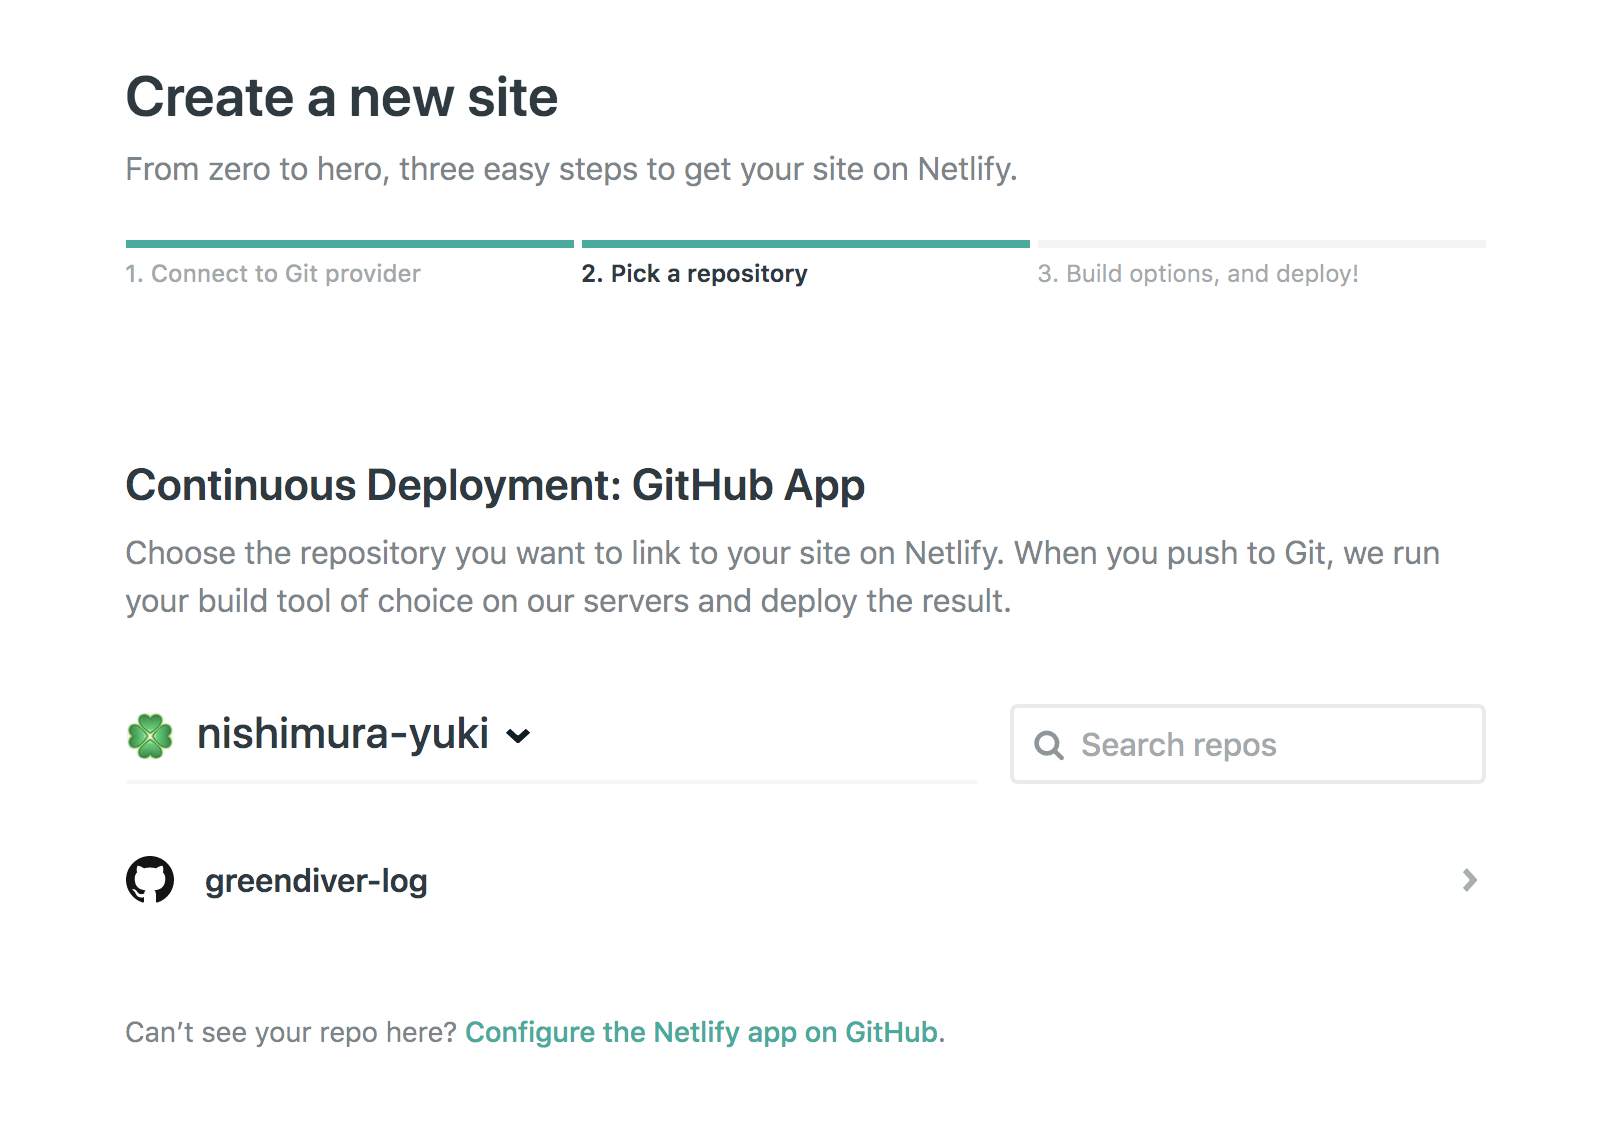 Create a new site
From zero to hero, three easy steps to get your site on Netlify.
1. Connect to Git provider
2. Pick a repository
3. Build options, and deploy!
Continuous Deployment: GitHub App
Choose the repository you want to link to your site on Netlify. When you push to Git, we run
your build tool of choice on our servers and deploy the result.
nishimura-yuki
Search repos
greendiver-log
Can’t see your repo here? Configure the Netlify app on GitHub.